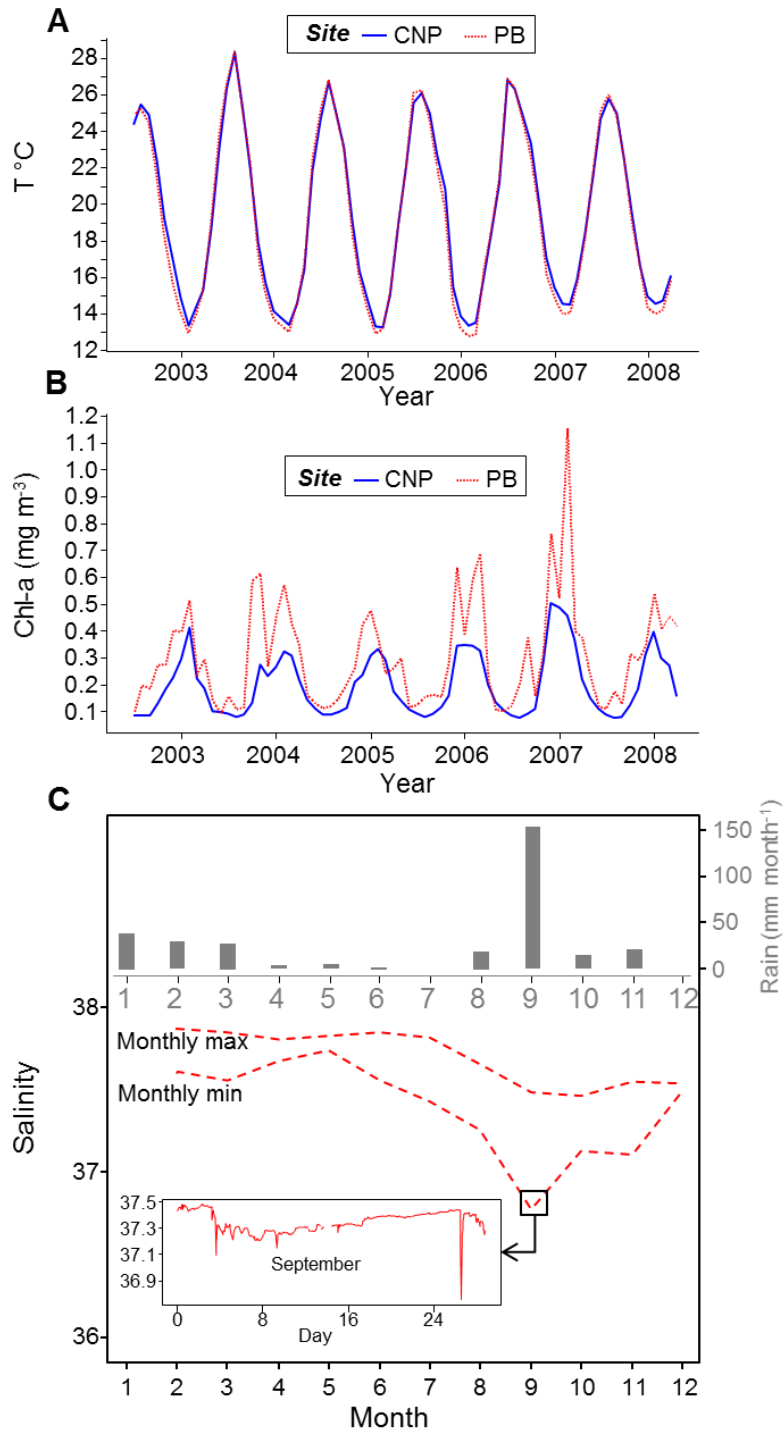 A
Site CNP PB
28
26
24
22
20
18
16
14
12
T °C
2003 2004 2005 2006 2007 2008
Year
B
1.2
1.1
1.0
0.9
0.8
0.7
0.6
0.5
0.4
0.3
0.2
0.1
Chl-a (mg m-3)
Site CNP PB
2003 2004 2005 2006 2007 2008
Year
C
150
100
50
0
Rain (mm month-1)
1 2 3 4 5 6 7 8 9 10 11 12
38
37
36
Salinity
Monthly max
Monthly min
37.5
37.3
37.1
36.9
September
0 8 16 24
Day
1 2 3 4 5 6 7 8 9 10 11 12
Month